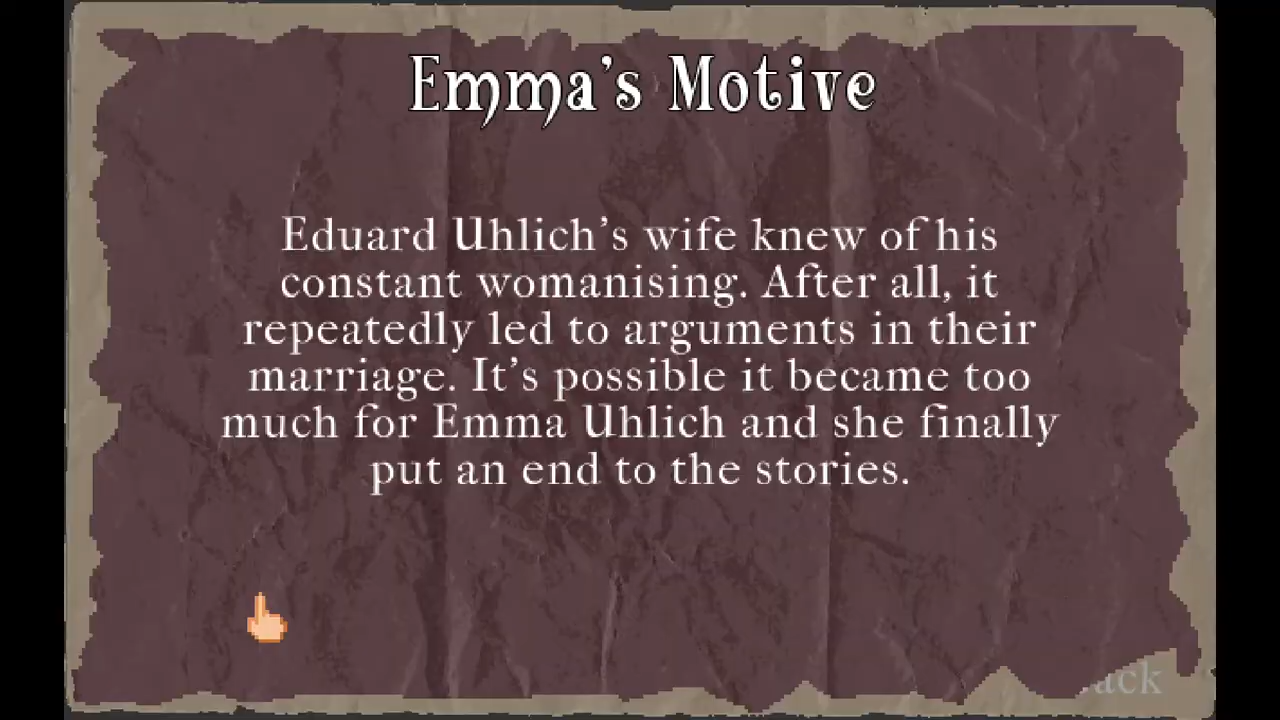 Emma’s Motive
Eduard Uhlich’s wife knew of his
constant womanising. After all, it
repeatedly led to arguments in their
marriage. It’s possible it became too
much for Emma Uhlich and she finally
put an end to the stories.